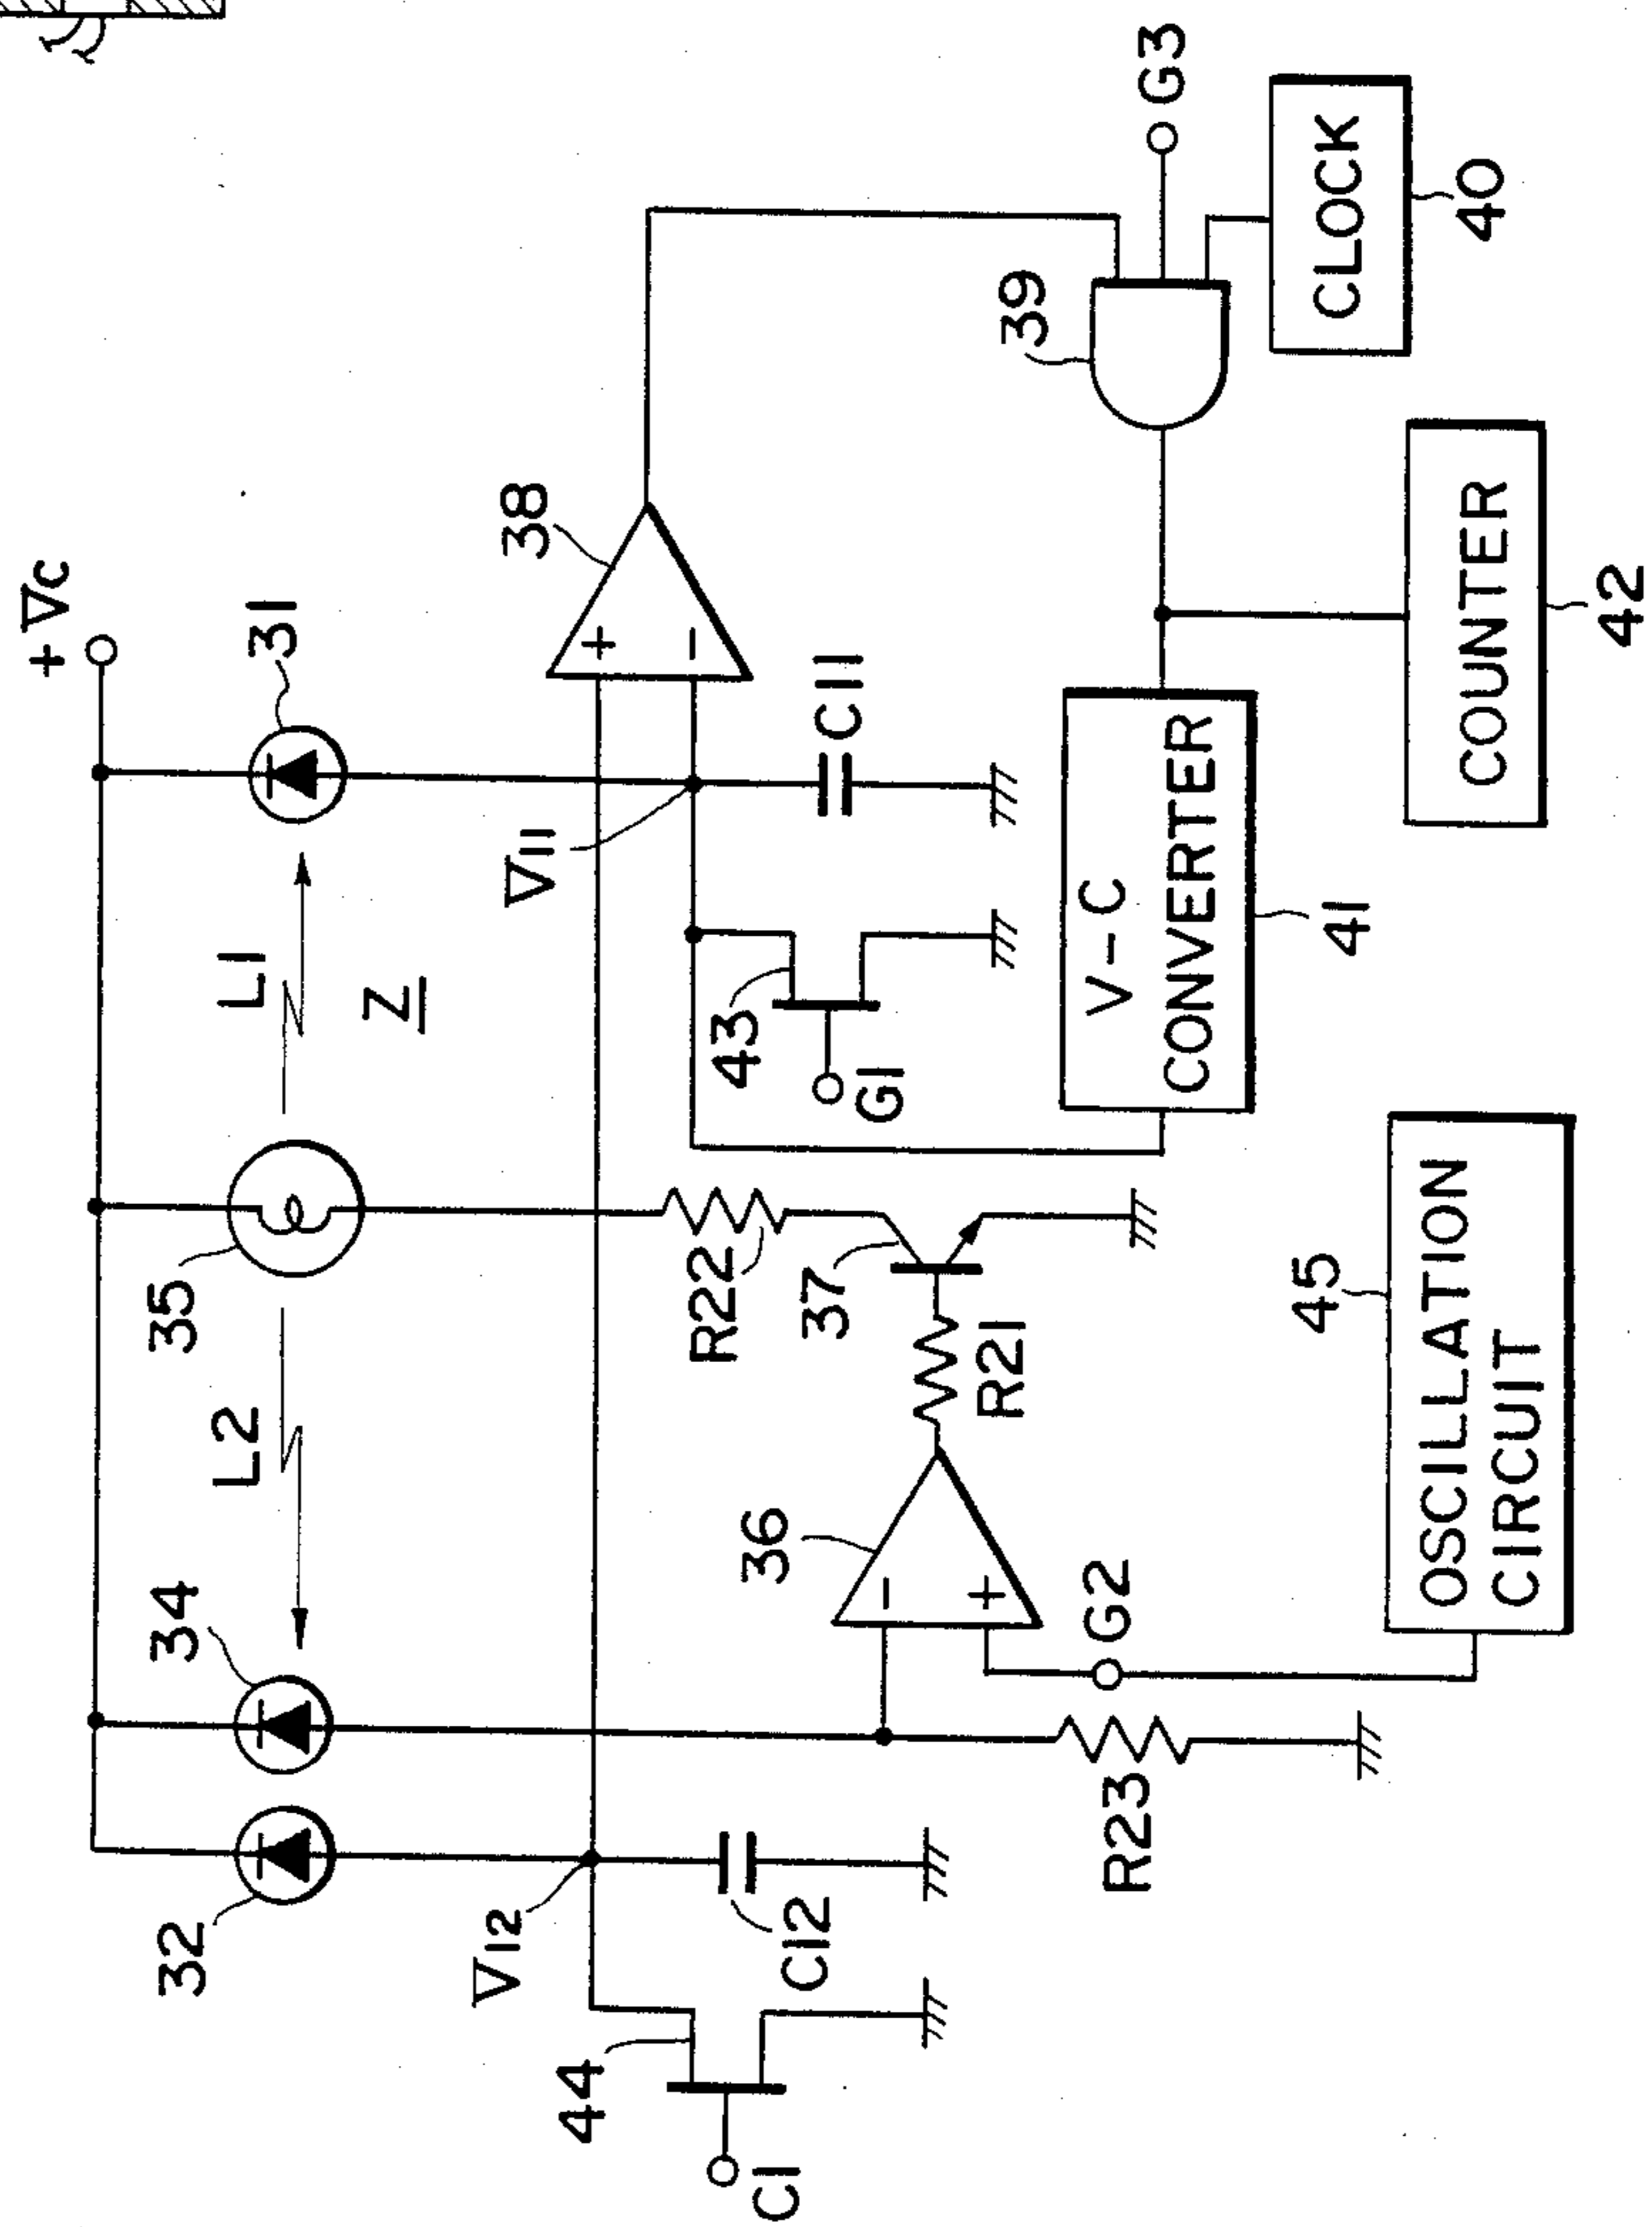 +Vc
31
L1
Z
35
L2
34
32
38
+
−
V11
C11
43
G1
39
G3
CLOCK
40
COUNTER
42
V-C
CONVERTER
41
R22
37
R21
36
−
+
G2
45
OSCILLATION
CIRCUIT
R23
V12
C12
44
C1